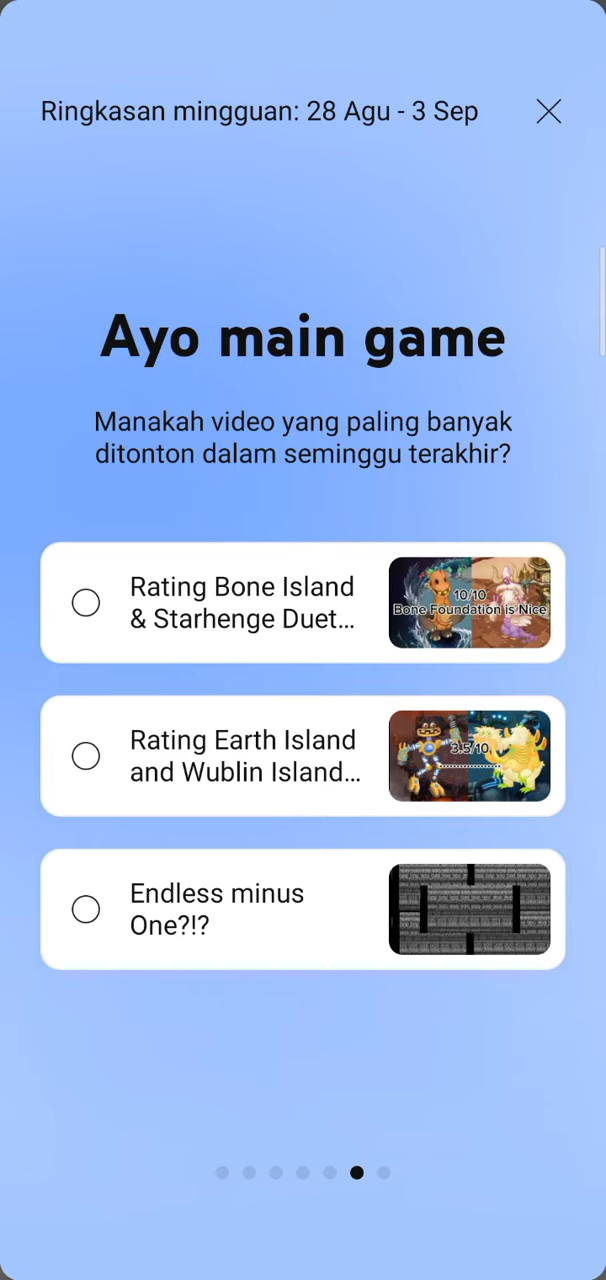 Ringkasan mingguan: 28 Agu - 3 Sep
Ayo main game
Manakah video yang paling banyak
ditonton dalam seminggu terakhir?
Rating Bone Island
& Starhenge Duet...
10/10
Bone Foundation is Nice
Rating Earth Island
and Wublin Island...
3.5/10
Endless minus
One?!?